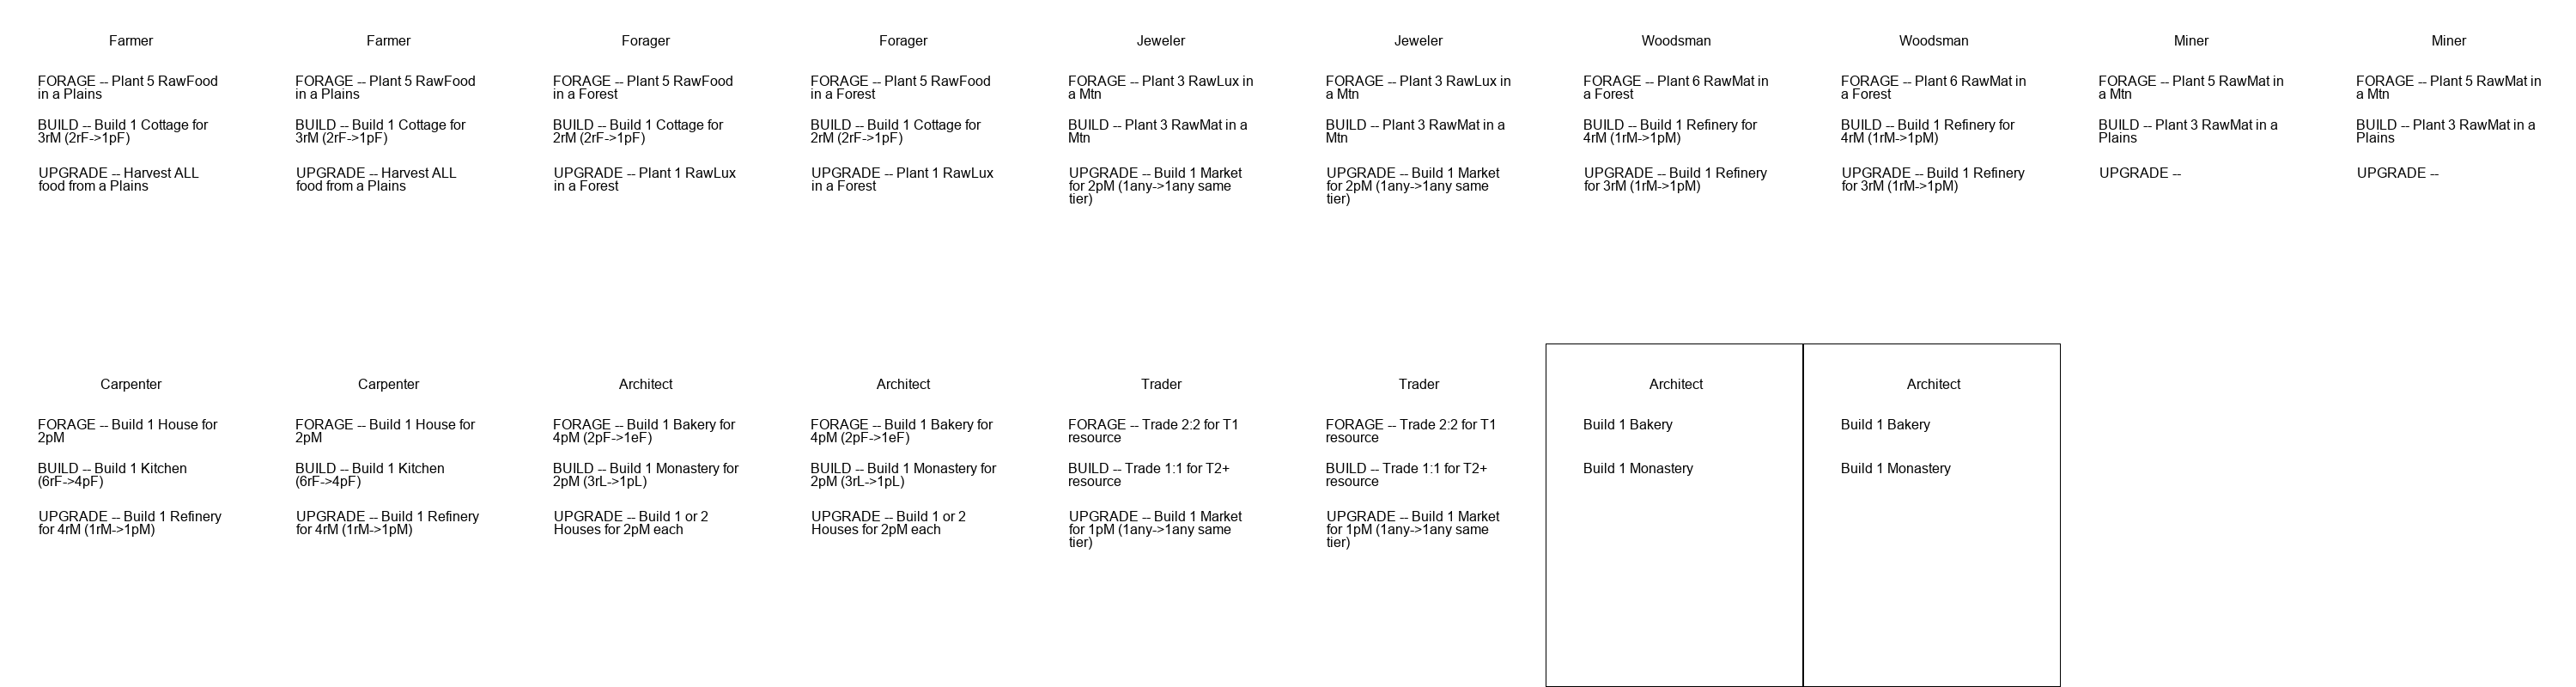 Farmer
FORAGE -- Plant 5 RawFood
in a Plains
BUILD -- Build 1 Cottage for
3rM (2rF->1pF)
UPGRADE -- Harvest ALL
food from a Plains
Farmer
FORAGE -- Plant 5 RawFood
in a Plains
BUILD -- Build 1 Cottage for
3rM (2rF->1pF)
UPGRADE -- Harvest ALL
food from a Plains
Forager
FORAGE -- Plant 5 RawFood
in a Forest
BUILD -- Build 1 Cottage for
2rM (2rF->1pF)
UPGRADE -- Plant 1 RawLux
in a Forest
Forager
FORAGE -- Plant 5 RawFood
in a Forest
BUILD -- Build 1 Cottage for
2rM (2rF->1pF)
UPGRADE -- Plant 1 RawLux
in a Forest
Jeweler
FORAGE -- Plant 3 RawLux in
a Mtn
BUILD -- Plant 3 RawMat in a
Mtn
UPGRADE -- Build 1 Market
for 2pM (1any->1any same
tier)
Jeweler
FORAGE -- Plant 3 RawLux in
a Mtn
BUILD -- Plant 3 RawMat in a
Mtn
UPGRADE -- Build 1 Market
for 2pM (1any->1any same
tier)
Woodsman
FORAGE -- Plant 6 RawMat in
a Forest
BUILD -- Build 1 Refinery for
4rM (1rM->1pM)
UPGRADE -- Build 1 Refinery
for 3rM (1rM->1pM)
Woodsman
FORAGE -- Plant 6 RawMat in
a Forest
BUILD -- Build 1 Refinery for
4rM (1rM->1pM)
UPGRADE -- Build 1 Refinery
for 3rM (1rM->1pM)
Miner
FORAGE -- Plant 5 RawMat in
a Mtn
BUILD -- Plant 3 RawMat in a
Plains
UPGRADE --
Miner
FORAGE -- Plant 5 RawMat in
a Mtn
BUILD -- Plant 3 RawMat in a
Plains
UPGRADE --
Carpenter
FORAGE -- Build 1 House for
2pM
BUILD -- Build 1 Kitchen
(6rF->4pF)
UPGRADE -- Build 1 Refinery
for 4rM (1rM->1pM)
Carpenter
FORAGE -- Build 1 House for
2pM
BUILD -- Build 1 Kitchen
(6rF->4pF)
UPGRADE -- Build 1 Refinery
for 4rM (1rM->1pM)
Architect
FORAGE -- Build 1 Bakery for
4pM (2pF->1eF)
BUILD -- Build 1 Monastery for
2pM (3rL->1pL)
UPGRADE -- Build 1 or 2
Houses for 2pM each
Architect
FORAGE -- Build 1 Bakery for
4pM (2pF->1eF)
BUILD -- Build 1 Monastery for
2pM (3rL->1pL)
UPGRADE -- Build 1 or 2
Houses for 2pM each
Trader
FORAGE -- Trade 2:2 for T1
resource
BUILD -- Trade 1:1 for T2+
resource
UPGRADE -- Build 1 Market
for 1pM (1any->1any same
tier)
Trader
FORAGE -- Trade 2:2 for T1
resource
BUILD -- Trade 1:1 for T2+
resource
UPGRADE -- Build 1 Market
for 1pM (1any->1any same
tier)
Architect
Build 1 Bakery
Build 1 Monastery
Architect
Build 1 Bakery
Build 1 Monastery